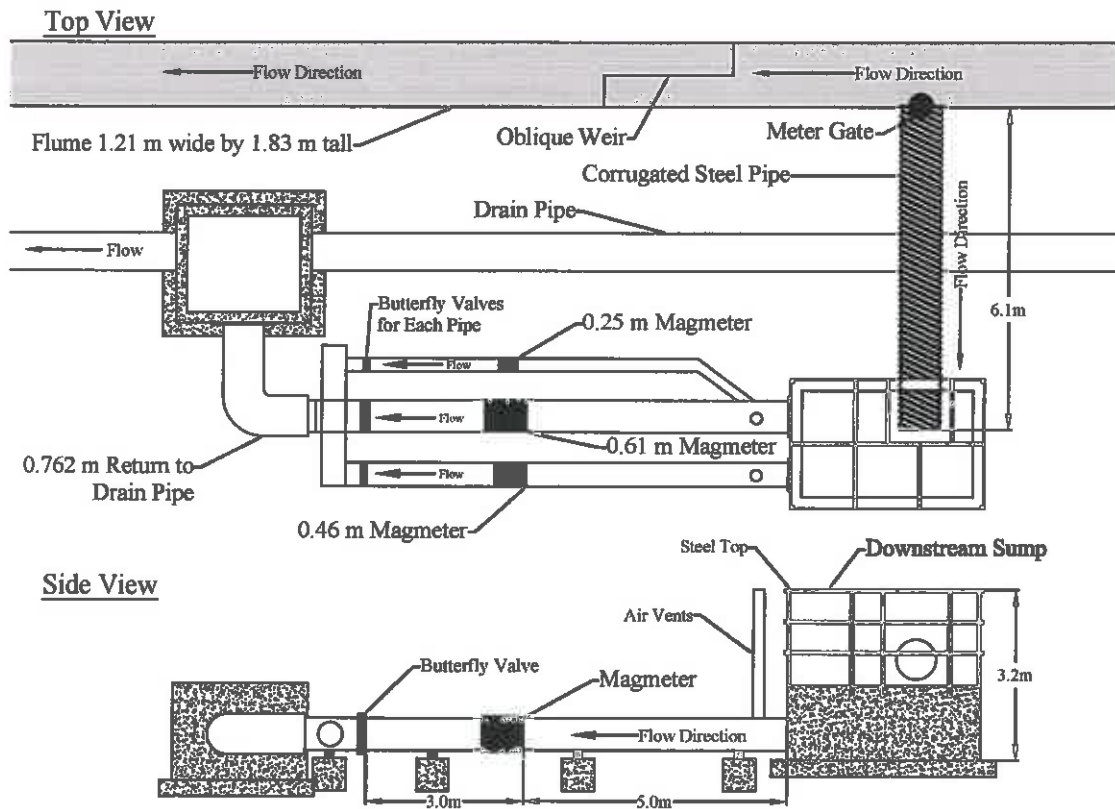 Top View
Flow Direction
Flow Direction
Flume 1.21 m wide by 1.83 m tall
Oblique Weir
Meter Gate
Corrugated Steel Pipe
Drain Pipe
Flow
Flow Direction
6.1m
Butterfly Valves
for Each Pipe
0.25 m Magmeter
Flow
Flow
0.61 m Magmeter
Flow
0.762 m Return to
Drain Pipe
0.46 m Magmeter
Side View
Steel Top
Downstream Sump
Air Vents
Butterfly Valve
Magmeter
3.2m
Flow Direction
3.0m
5.0m